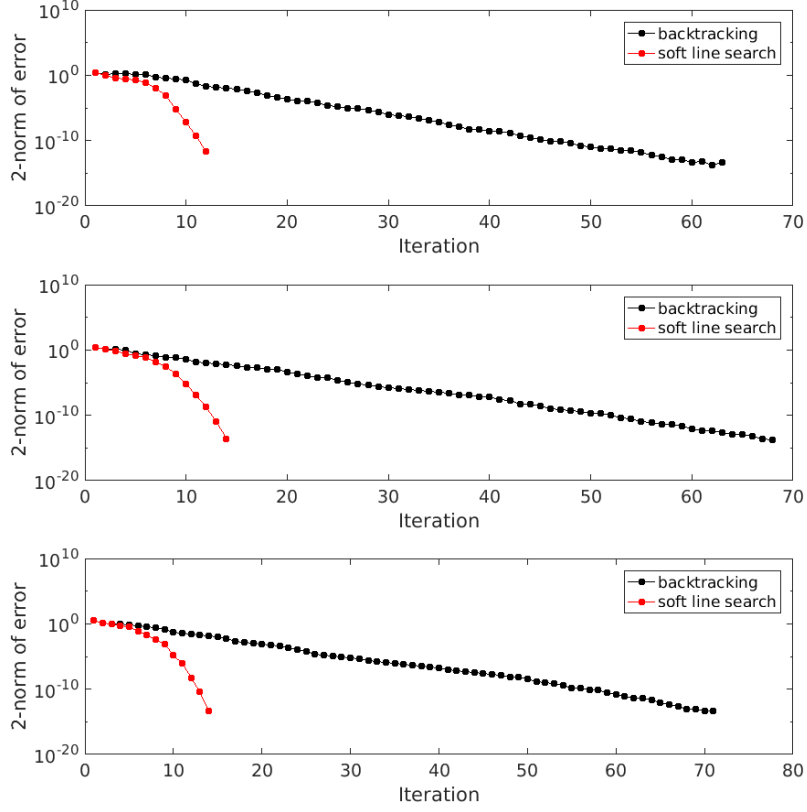 10^10
10^0
10^-10
10^-20
2-norm of error
backtracking
soft line search
0 10 20 30 40 50 60 70
Iteration
10^10
10^0
10^-10
10^-20
2-norm of error
backtracking
soft line search
0 10 20 30 40 50 60 70
Iteration
10^10
10^0
10^-10
10^-20
2-norm of error
backtracking
soft line search
0 10 20 30 40 50 60 70 80
Iteration